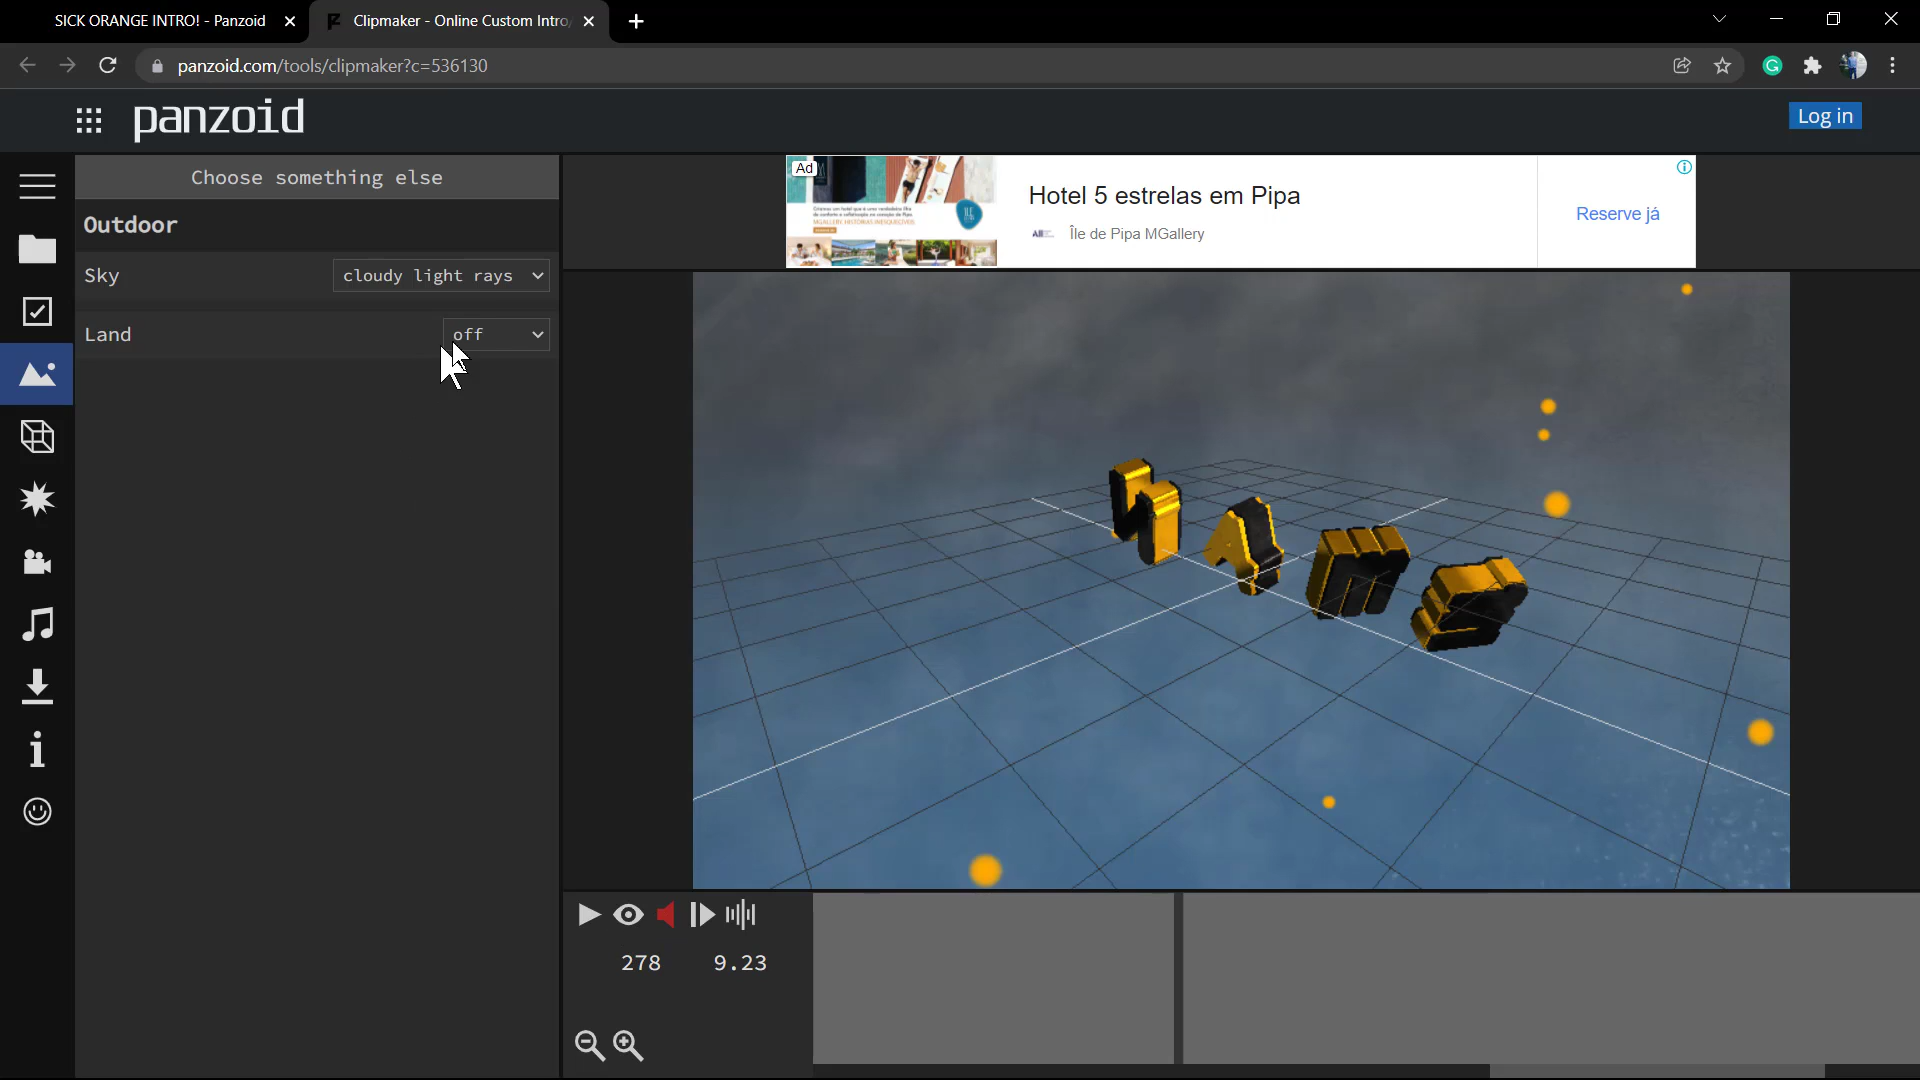 SICK ORANGE INTRO! - Panzoid
Clipmaker - Online Custom Intro
panzoid.com/tools/clipmaker?c=536130
panzoid
Log in
Choose something else
Outdoor
Sky
cloudy light rays
Land
off
Ad
Hotel 5 estrelas em Pipa
Île de Pipa MGallery
Reserve já
NAME
278
9.23